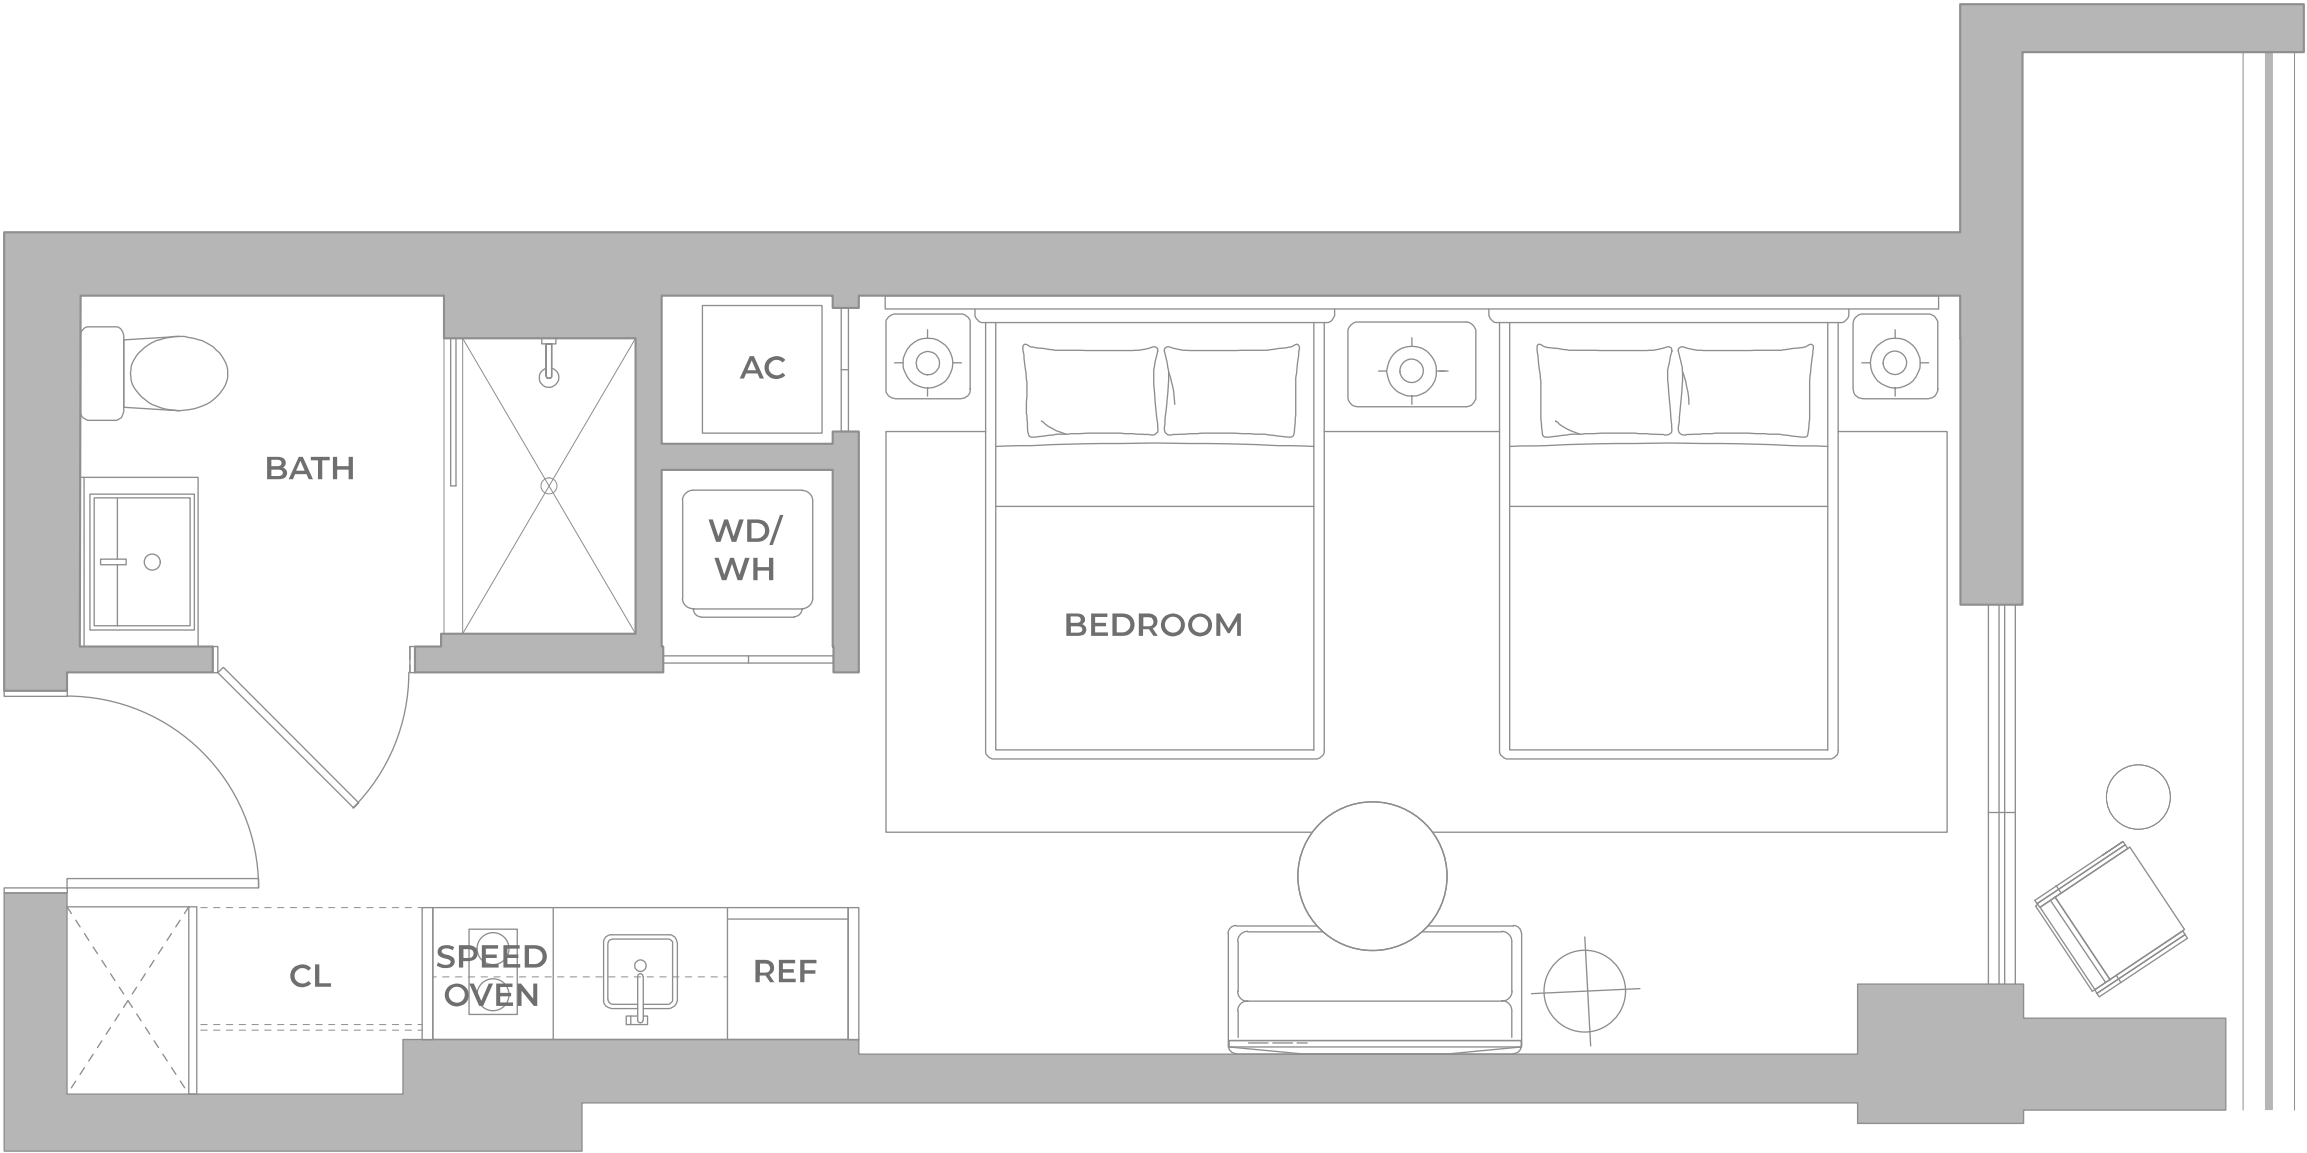 AC
BATH
WD/
WH
BEDROOM
SPEED
OVEN
CL
REF